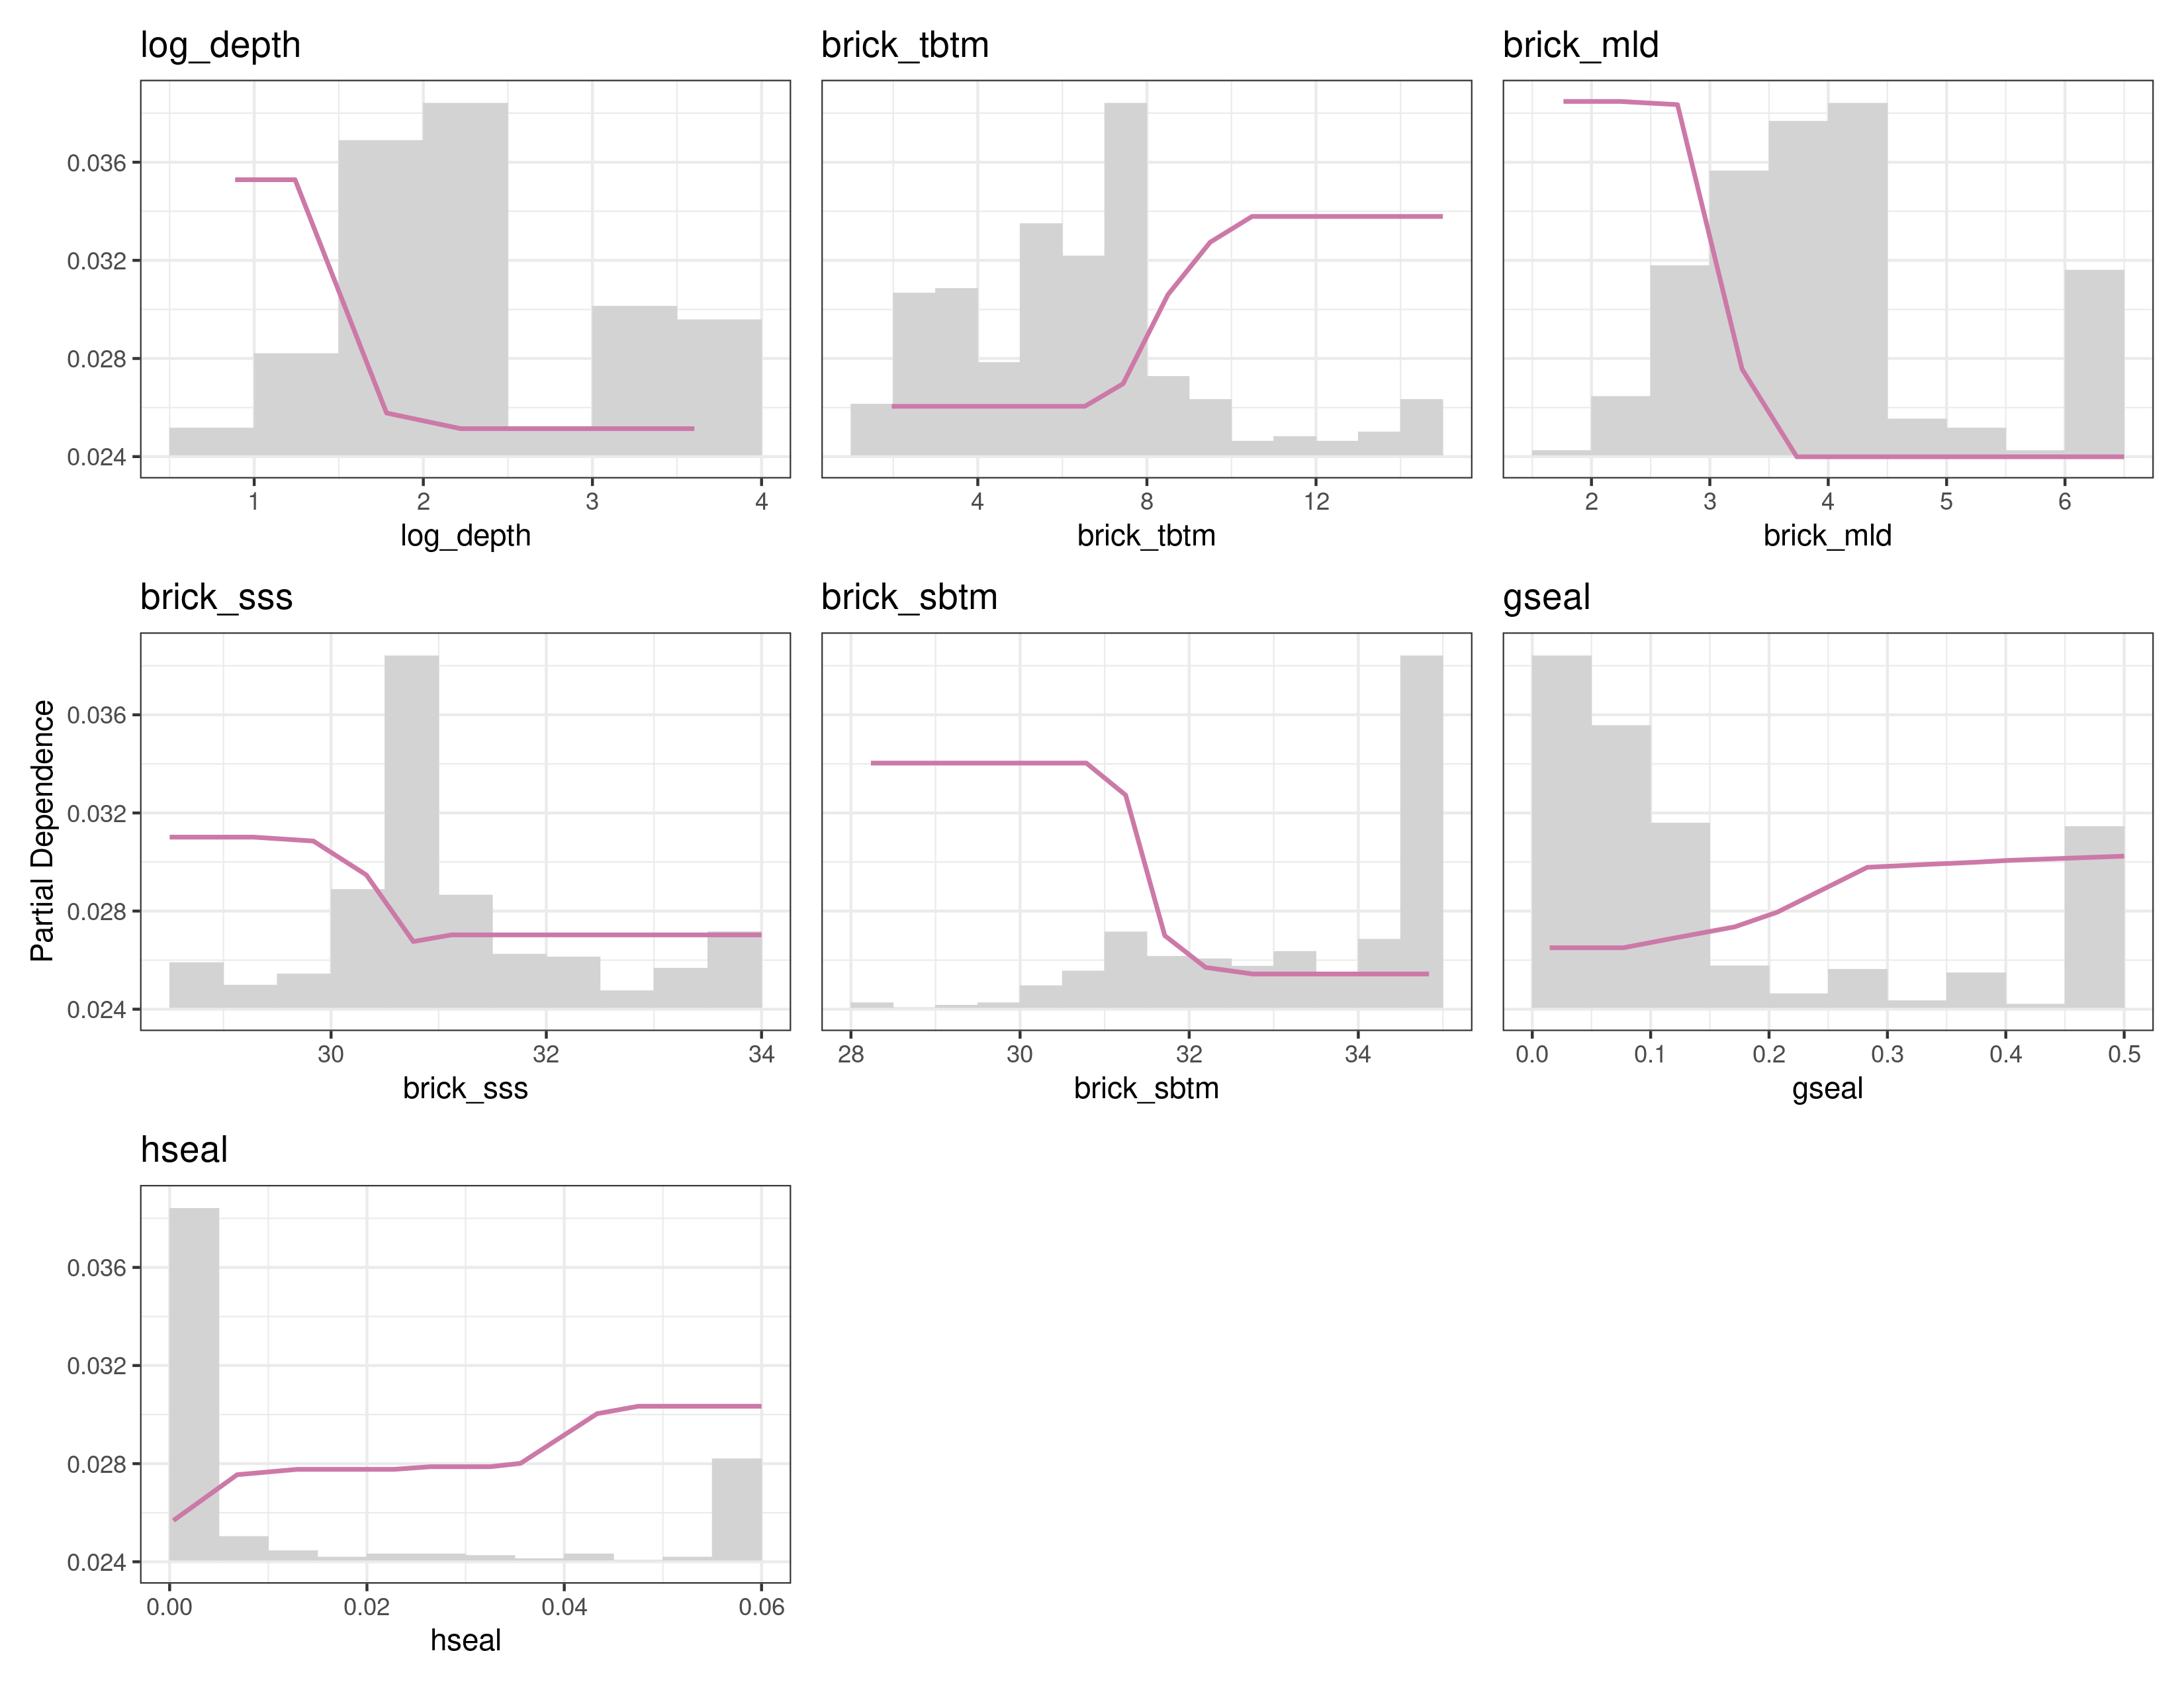 log_depth
brick_tbtm
brick_mld
0.036
0.032
0.028
0.024
1 2 3 4
4 8 12
2 3 4 5 6
log_depth
brick_tbtm
brick_mld
brick_sss
brick_sbtm
gseal
Partial Dependence
0.036
0.032
0.028
0.024
30 32 34
28 30 32 34
0.0 0.1 0.2 0.3 0.4 0.5
brick_sss
brick_sbtm
gseal
hseal
0.036
0.032
0.028
0.024
0.00 0.02 0.04 0.06
hseal